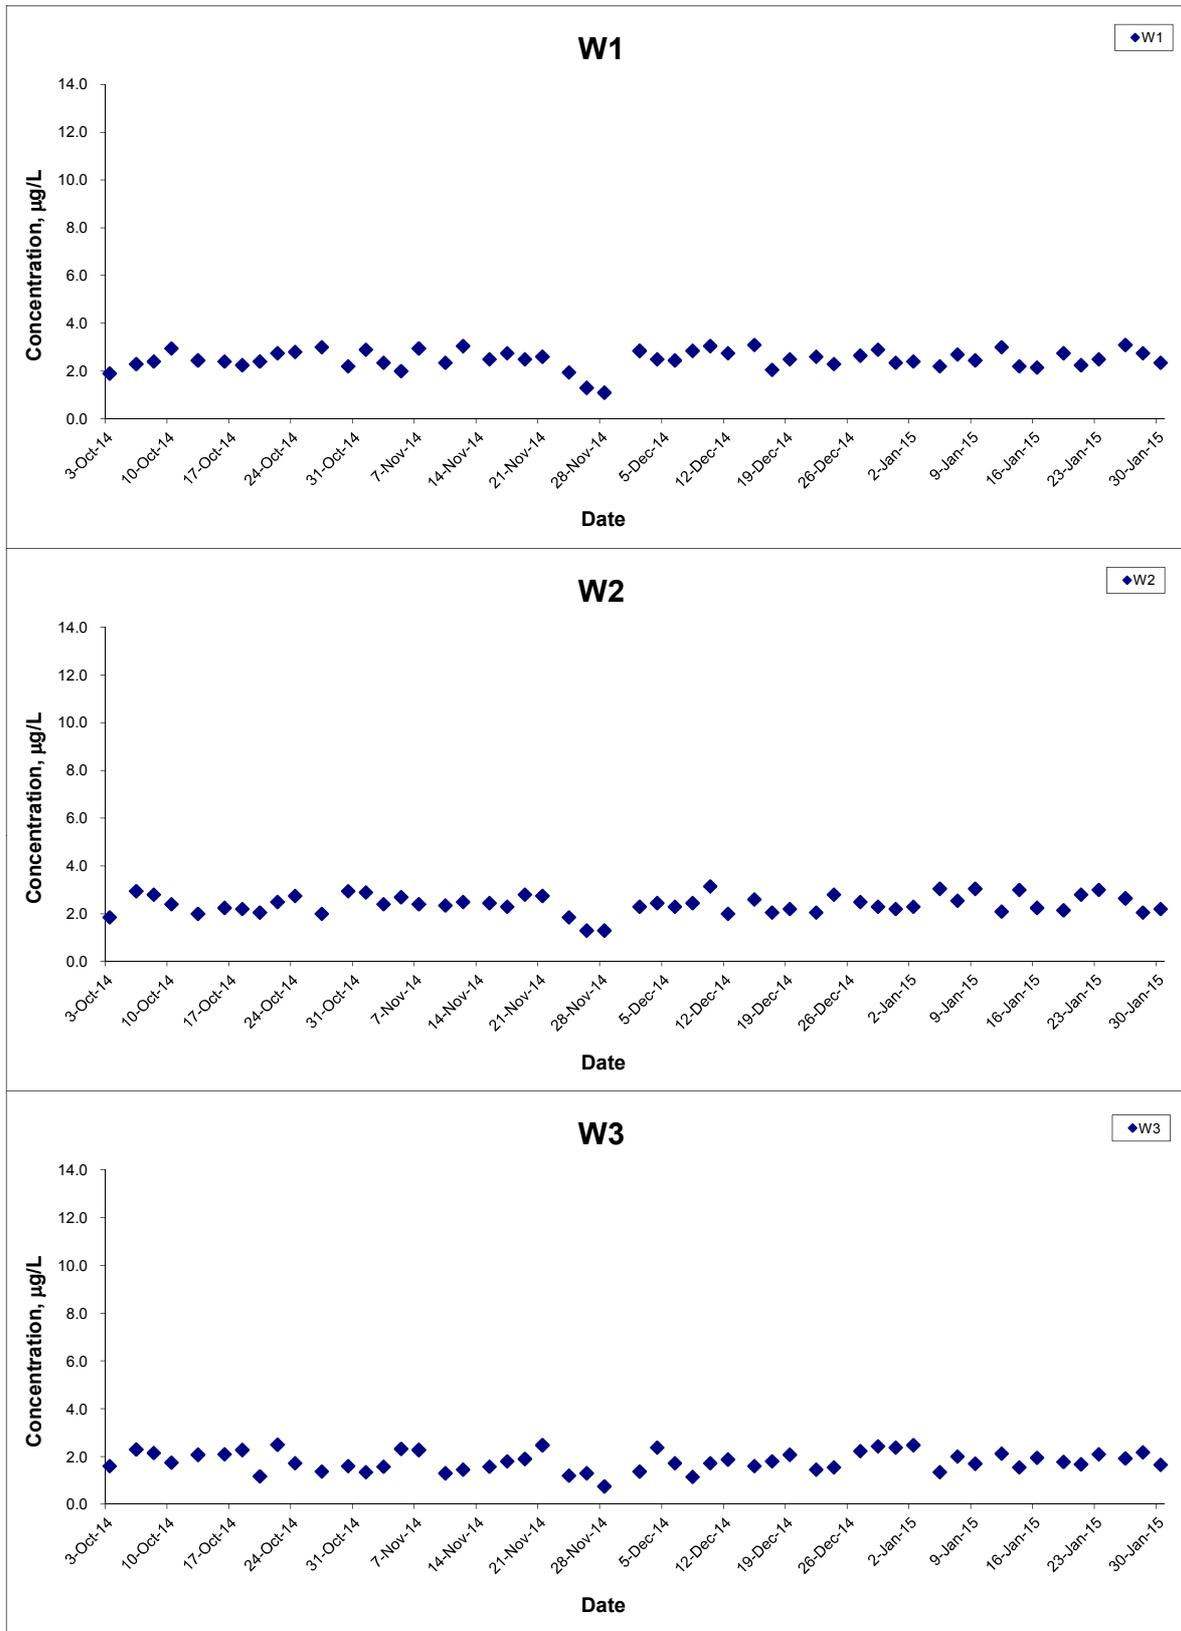 W1
W1
14.0
12.0
10.0
8.0
6.0
4.0
2.0
0.0
Concentration, µg/L
3-Oct-14
10-Oct-14
17-Oct-14
24-Oct-14
31-Oct-14
7-Nov-14
14-Nov-14
21-Nov-14
28-Nov-14
5-Dec-14
12-Dec-14
19-Dec-14
26-Dec-14
2-Jan-15
9-Jan-15
16-Jan-15
23-Jan-15
30-Jan-15
Date
W2
W2
14.0
12.0
10.0
8.0
6.0
4.0
2.0
0.0
Concentration, µg/L
3-Oct-14
10-Oct-14
17-Oct-14
24-Oct-14
31-Oct-14
7-Nov-14
14-Nov-14
21-Nov-14
28-Nov-14
5-Dec-14
12-Dec-14
19-Dec-14
26-Dec-14
2-Jan-15
9-Jan-15
16-Jan-15
23-Jan-15
30-Jan-15
Date
W3
W3
14.0
12.0
10.0
8.0
6.0
4.0
2.0
0.0
Concentration, µg/L
3-Oct-14
10-Oct-14
17-Oct-14
24-Oct-14
31-Oct-14
7-Nov-14
14-Nov-14
21-Nov-14
28-Nov-14
5-Dec-14
12-Dec-14
19-Dec-14
26-Dec-14
2-Jan-15
9-Jan-15
16-Jan-15
23-Jan-15
30-Jan-15
Date